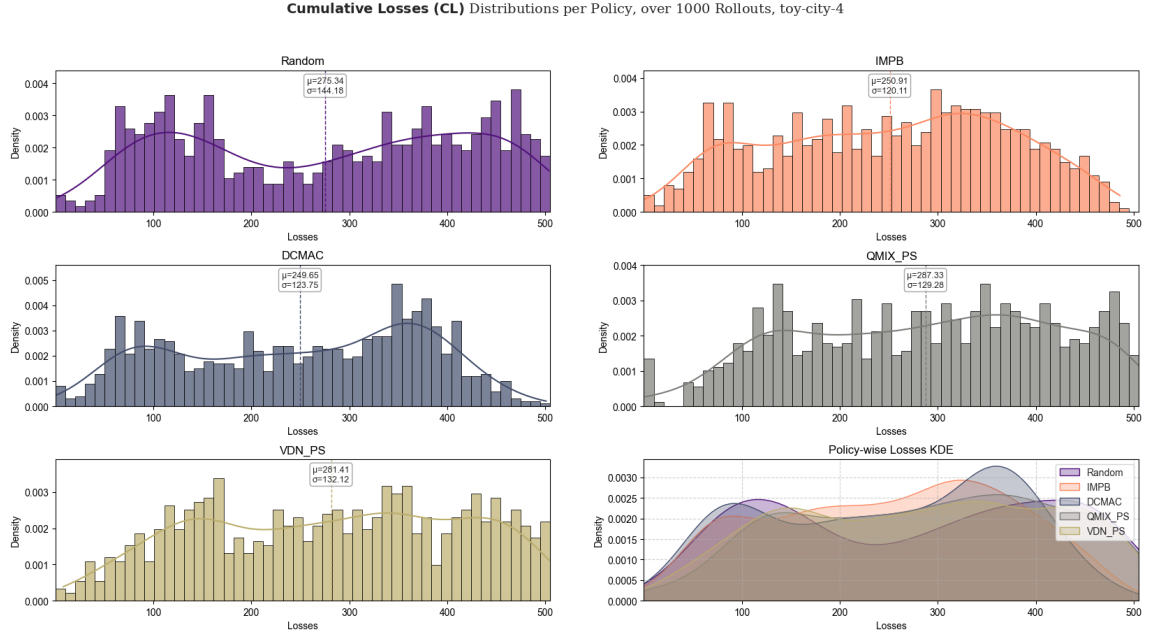 Cumulative Losses (CL) Distributions per Policy, over 1000 Rollouts, toy-city-4
Random
μ=275.34
σ=144.18
Density
0.004
0.003
0.002
0.001
0.000
100 200 300 400 500
Losses
IMPB
μ=250.91
σ=120.11
Density
0.004
0.003
0.002
0.001
0.000
100 200 300 400 500
Losses
DCMAC
μ=249.65
σ=123.75
Density
0.005
0.004
0.003
0.002
0.001
0.000
100 200 300 400 500
Losses
QMIX_PS
μ=287.33
σ=129.28
Density
0.004
0.003
0.002
0.001
0.000
100 200 300 400 500
Losses
VDN_PS
μ=281.41
σ=132.12
Density
0.003
0.002
0.001
0.000
100 200 300 400 500
Losses
Policy-wise Losses KDE
Random
IMPB
DCMAC
QMIX_PS
VDN_PS
Density
0.0030
0.0025
0.0020
0.0015
0.0010
0.0005
0.0000
100 200 300 400 500
Losses